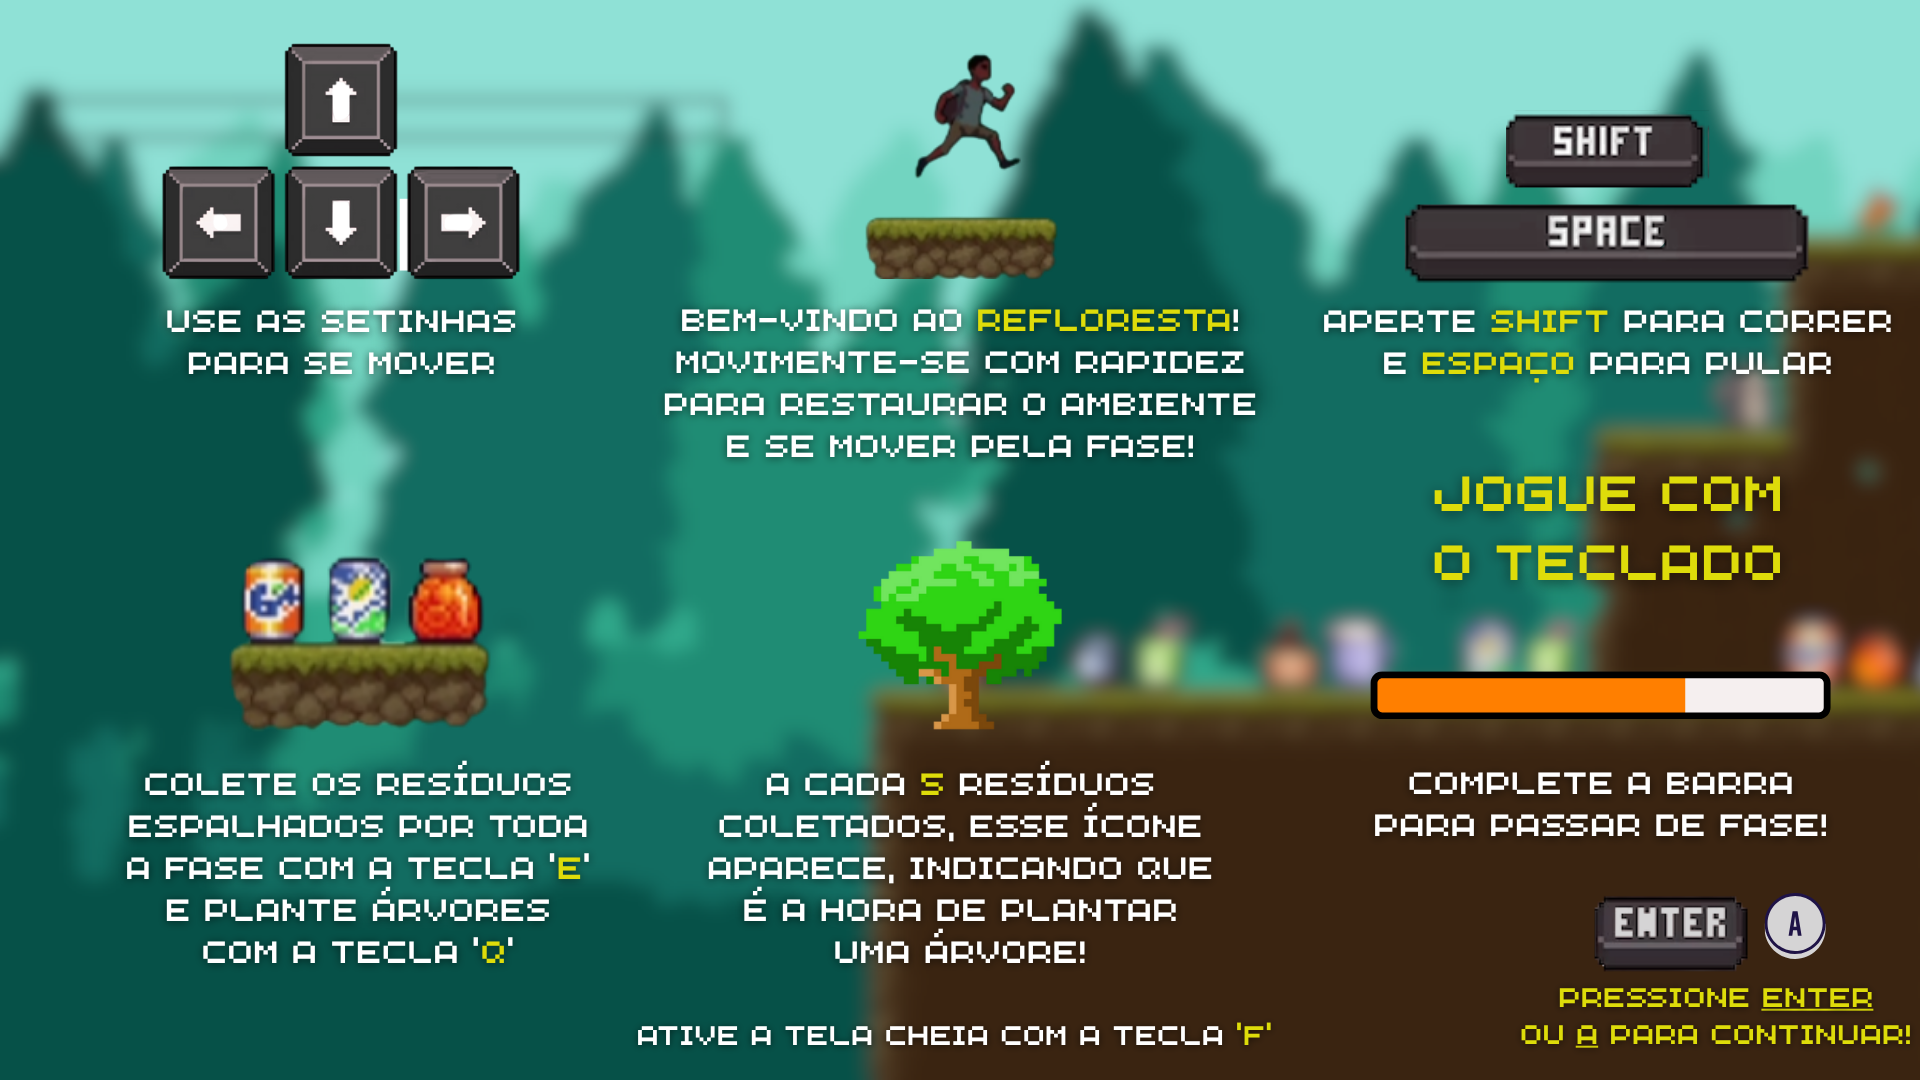 USE AS SETINHAS
PARA SE MOVER
BEM-VINDO AO REFLORESTA!
MOVIMENTE-SE COM RAPIDEZ
PARA RESTAURAR O AMBIENTE
E SE MOVER PELA FASE!
SHIFT
SPACE
APERTE SHIFT PARA CORRER
E ESPAÇO PARA PULAR
JOGUE COM
O TECLADO
COLETE OS RESÍDUOS
ESPALHADOS POR TODA
A FASE COM A TECLA 'E'
E PLANTE ÁRVORES
COM A TECLA 'Q'
A CADA 5 RESÍDUOS
COLETADOS, ESSE ÍCONE
APARECE, INDICANDO QUE
É A HORA DE PLANTAR
UMA ÁRVORE!
COMPLETE A BARRA
PARA PASSAR DE FASE!
ENTER A
PRESSIONE ENTER
OU A PARA CONTINUAR!
ATIVE A TELA CHEIA COM A TECLA 'F'